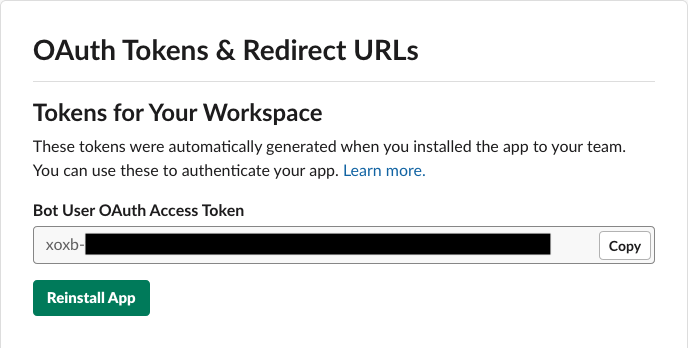 OAuth Tokens & Redirect URLs
Tokens for Your Workspace
These tokens were automatically generated when you installed the app to your team.
You can use these to authenticate your app. Learn more.
Bot User OAuth Access Token
xoxb-
Copy
Reinstall App